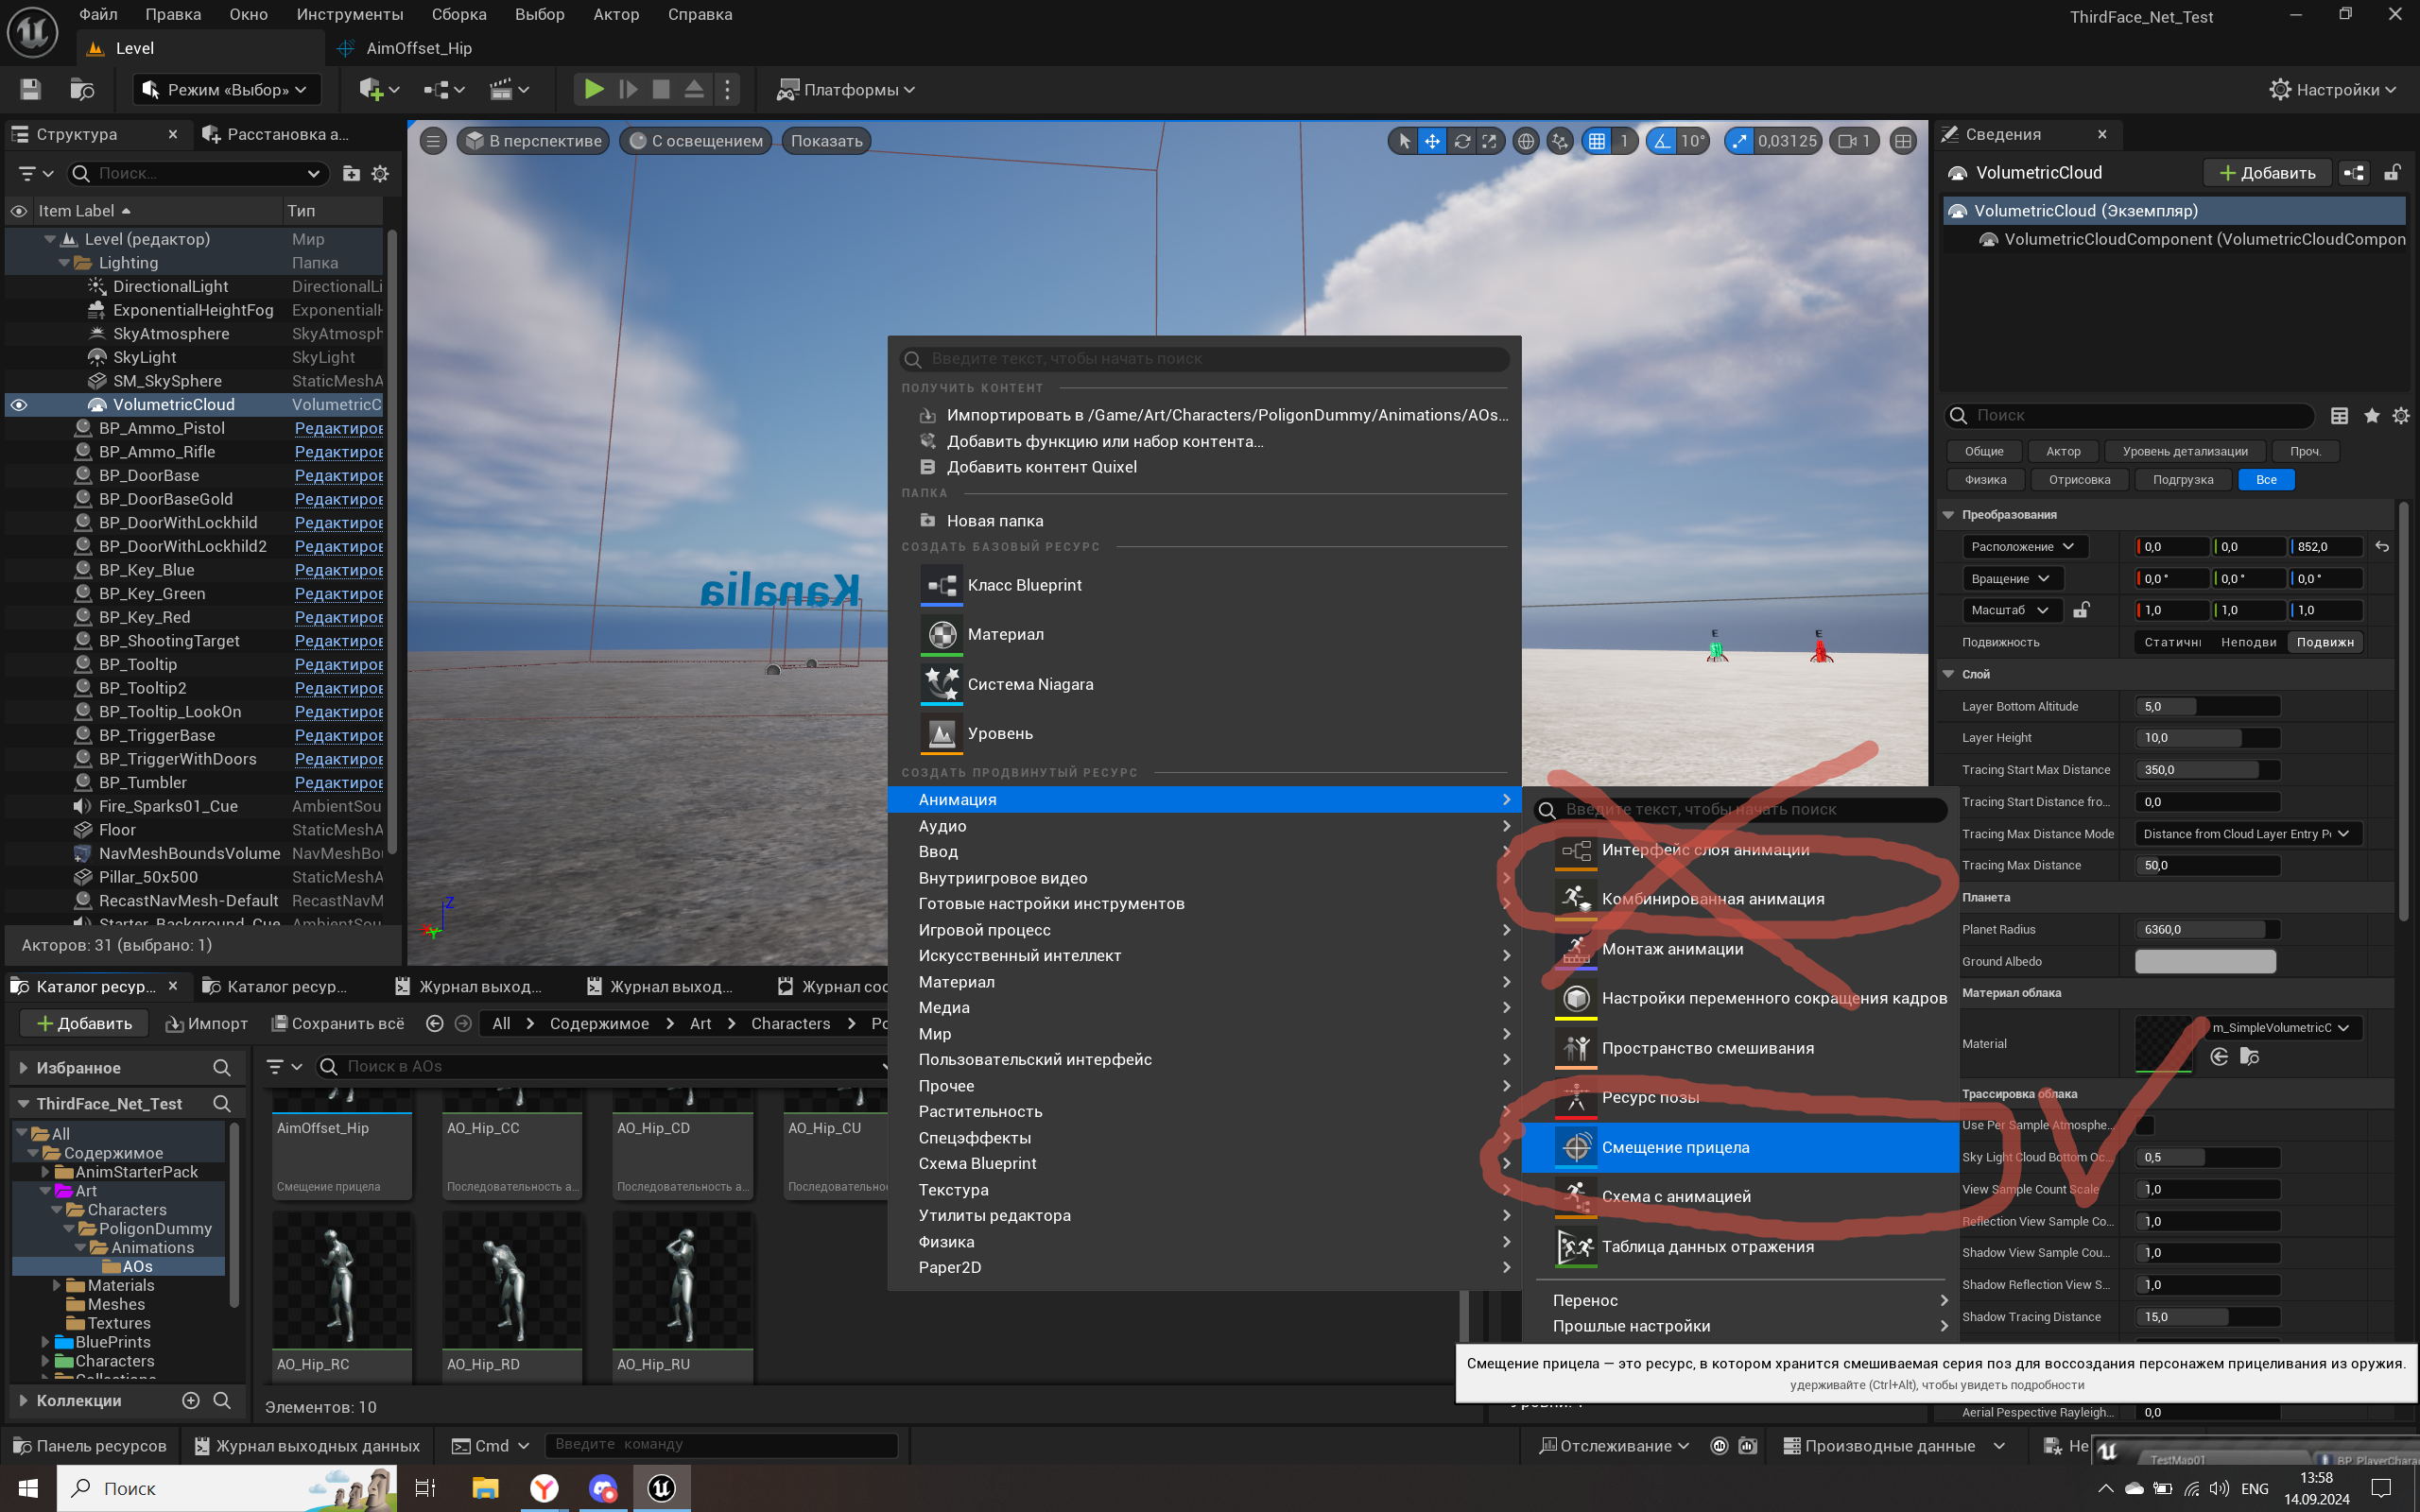 Файл Правка Окно Инструменты Сборка Выбор Актор Справка ThirdFace_Net_Test
Level AimOffset_Hip
Режим «Выбор» Платформы Настройки
Структура Расстановка а...
Поиск...
Item Label Тип
Level (редактор) Мир
Lighting Папка
DirectionalLight DirectionalLi
ExponentialHeightFog Exponential
SkyAtmosphere SkyAtmosph
SkyLight SkyLight
SM_SkySphere StaticMeshA
VolumetricCloud VolumetricC
BP_Ammo_Pistol Редактиров
BP_Ammo_Rifle Редактиров
BP_DoorBase Редактиров
BP_DoorBaseGold Редактиров
BP_DoorWithLockhild Редактиров
BP_DoorWithLockhild2 Редактиров
BP_Key_Blue Редактиров
BP_Key_Green Редактиров
BP_Key_Red Редактиров
BP_ShootingTarget Редактиров
BP_Tooltip Редактиров
BP_Tooltip2 Редактиров
BP_Tooltip_LookOn Редактиров
BP_TriggerBase Редактиров
BP_TriggerWithDoors Редактиров
BP_Tumbler Редактиров
Fire_Sparks01_Cue AmbientSou
Floor StaticMeshA
NavMeshBoundsVolume NavMeshBo
Pillar_50x500 StaticMeshA
RecastNavMesh-Default RecastNavM
Starter_Background_Cue AmbientSou
Акторов: 31 (выбрано: 1)
В перспективе С освещением Показать 1 10° 0,03125 1
Kanalia
E E
Z
Y
Введите текст, чтобы начать поиск
ПОЛУЧИТЬ КОНТЕНТ
Импортировать в /Game/Art/Characters/PoligonDummy/Animations/AOs...
Добавить функцию или набор контента...
Добавить контент Quixel
ПАПКА
Новая папка
СОЗДАТЬ БАЗОВЫЙ РЕСУРС
Класс Blueprint
Материал
Система Niagara
Уровень
СОЗДАТЬ ПРОДВИНУТЫЙ РЕСУРС
Анимация
Аудио
Ввод
Внутриигровое видео
Готовые настройки инструментов
Игровой процесс
Искусственный интеллект
Материал
Медиа
Мир
Пользовательский интерфейс
Прочее
Растительность
Спецэффекты
Схема Blueprint
Текстура
Утилиты редактора
Физика
Paper2D
Введите текст, чтобы начать поиск
Интерфейс слоя анимации
Комбинированная анимация
Монтаж анимации
Настройки переменного сокращения кадров
Пространство смешивания
Ресурс позы
Смещение прицела
Схема с анимацией
Таблица данных отражения
Перенос
Прошлые настройки
Смещение прицела — это ресурс, в котором хранится смешиваемая серия поз для воссоздания персонажем прицеливания из оружия.
удерживайте (Ctrl+Alt), чтобы увидеть подробности
Сведения
VolumetricCloud Добавить
VolumetricCloud (Экземпляр)
VolumetricCloudComponent (VolumetricCloudCompon
Поиск
Общие Актор Уровень детализации Проч.
Физика Отрисовка Подгрузка Все
Преобразования
Расположение 0,0 0,0 852,0
Вращение 0,0 ° 0,0 ° 0,0 °
Масштаб 1,0 1,0 1,0
Подвижность Статичн Неподви Подвижн
Слой
Layer Bottom Altitude 5,0
Layer Height 10,0
Tracing Start Max Distance 350,0
Tracing Start Distance fro... 0,0
Tracing Max Distance Mode Distance from Cloud Layer Entry P
Tracing Max Distance 50,0
Планета
Planet Radius 6360,0
Ground Albedo
Материал облака
Material m_SimpleVolumetricC
Трассировка облака
Use Per Sample Atmosphe...
Sky Light Cloud Bottom Oc... 0,5
View Sample Count Scale 1,0
Reflection View Sample Co... 1,0
Shadow View Sample Cou... 1,0
Shadow Reflection View S... 1,0
Shadow Tracing Distance 15,0
Aerial Pespective Rayleigh... 0,0
Каталог ресур... Каталог ресур... Журнал выход... Журнал выход... Журнал сос
Добавить Импорт Сохранить всё All Содержимое Art Characters Po
Избранное
ThirdFace_Net_Test
All
Содержимое
AnimStarterPack
Art
Characters
PoligonDummy
Animations
AOs
Materials
Meshes
Textures
BluePrints
Characters
Коллекции
Поиск в AOs
AimOffset_Hip AO_Hip_CC AO_Hip_CD AO_Hip_CU
Смещение прицела Последовательность а... Последовательность а... Последовательно
AO_Hip_RC AO_Hip_RD AO_Hip_RU
Элементов: 10
Панель ресурсов Журнал выходных данных Cmd Введите команду Отслеживание Производные данные Не
TestMap01 BP_PlayerChara
Поиск ENG 13:58
14.09.2024